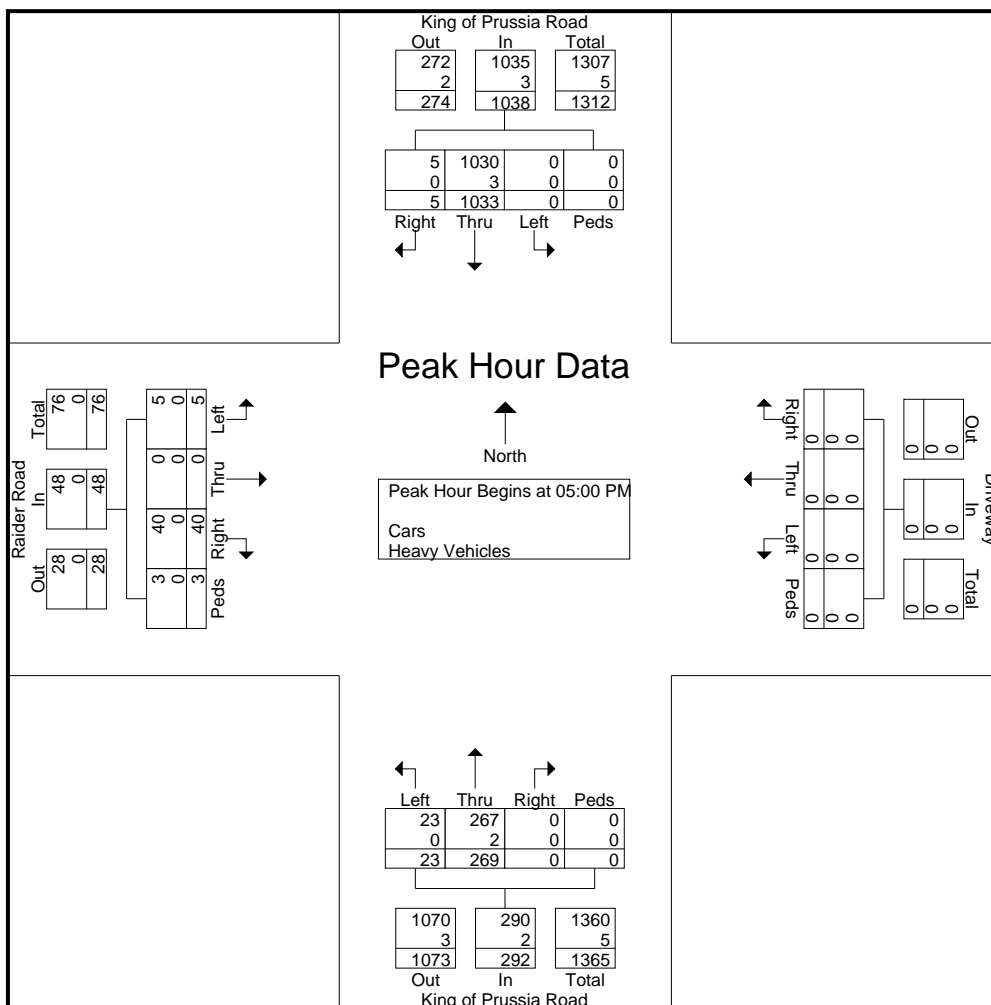 King of Prussia Road
Out In Total
272 1035 1307
2 3 5
274 1038 1312
5 1030 0 0
0 3 0 0
5 1033 0 0
Right Thru Left Peds
Peak Hour Data
North
Peak Hour Begins at 05:00 PM
Cars
Heavy Vehicles
Raider Road
Out In Total
28 48 76
0 0 0
28 48 76
3 40 0 5
0 0 0 0
3 40 0 5
Peds Right Thru Left
Driveway
Out In Total
0 0 0
0 0 0
0 0 0
0 0 0 0
0 0 0 0
0 0 0 0
Right Thru Left Peds
Left Thru Right Peds
23 267 0 0
0 2 0 0
23 269 0 0
1070 290 1360
3 2 5
1073 292 1365
Out In Total
King of Prussia Road